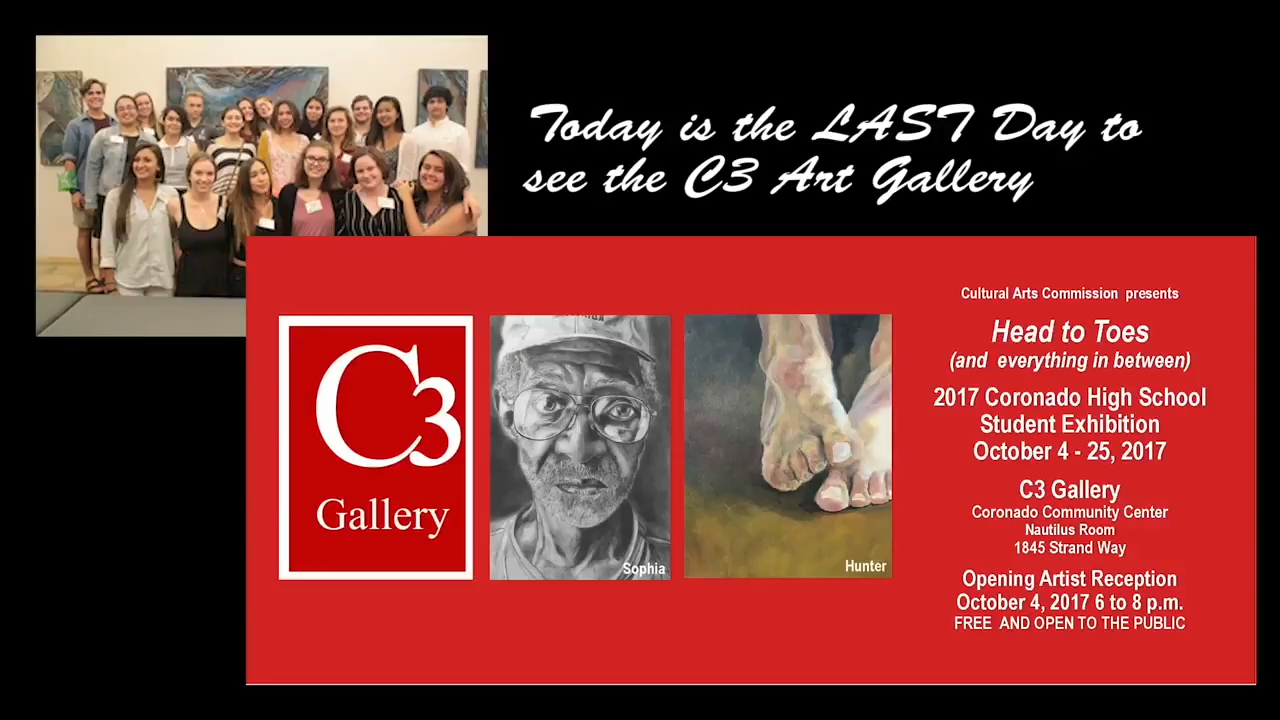 Today is the LAST Day to
see the C3 Art Gallery
C3
Gallery
Sophia
Hunter
Cultural Arts Commission presents
Head to Toes
(and everything in between)
2017 Coronado High School
Student Exhibition
October 4 - 25, 2017
C3 Gallery
Coronado Community Center
Nautilus Room
1845 Strand Way
Opening Artist Reception
October 4, 2017 6 to 8 p.m.
FREE AND OPEN TO THE PUBLIC